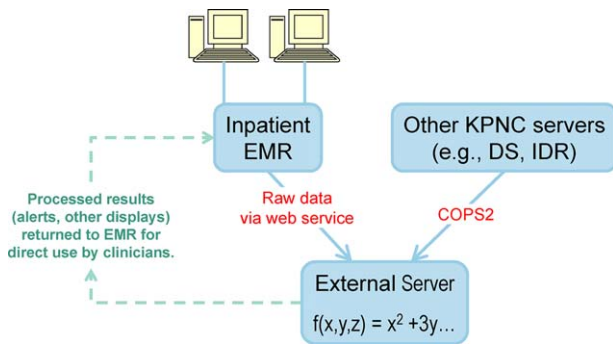 Inpatient
EMR
Other KPNC servers
(e.g., DS, IDR)
Processed results
(alerts, other displays)
returned to EMR for
direct use by clinicians.
Raw data
via web service
COPS2
External Server
f(x,y,z) = x² +3y…